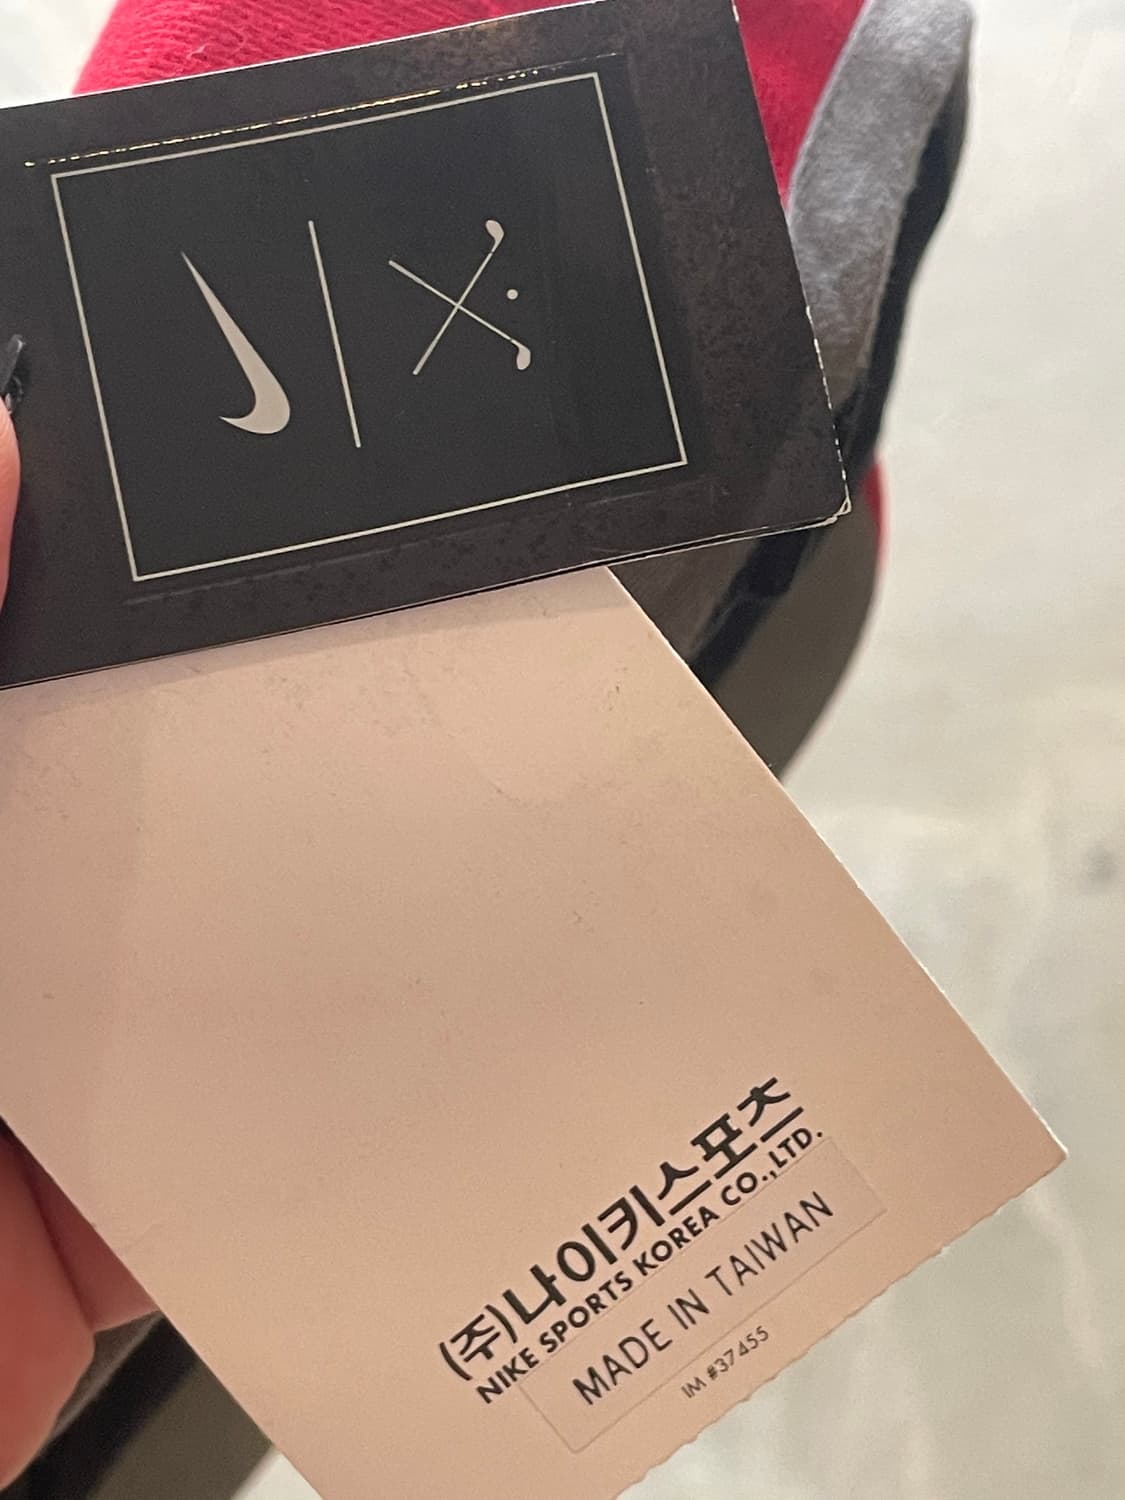 (주)나이키스포츠
NIKE SPORTS KOREA CO.,LTD.
MADE IN TAIWAN
IM #37455